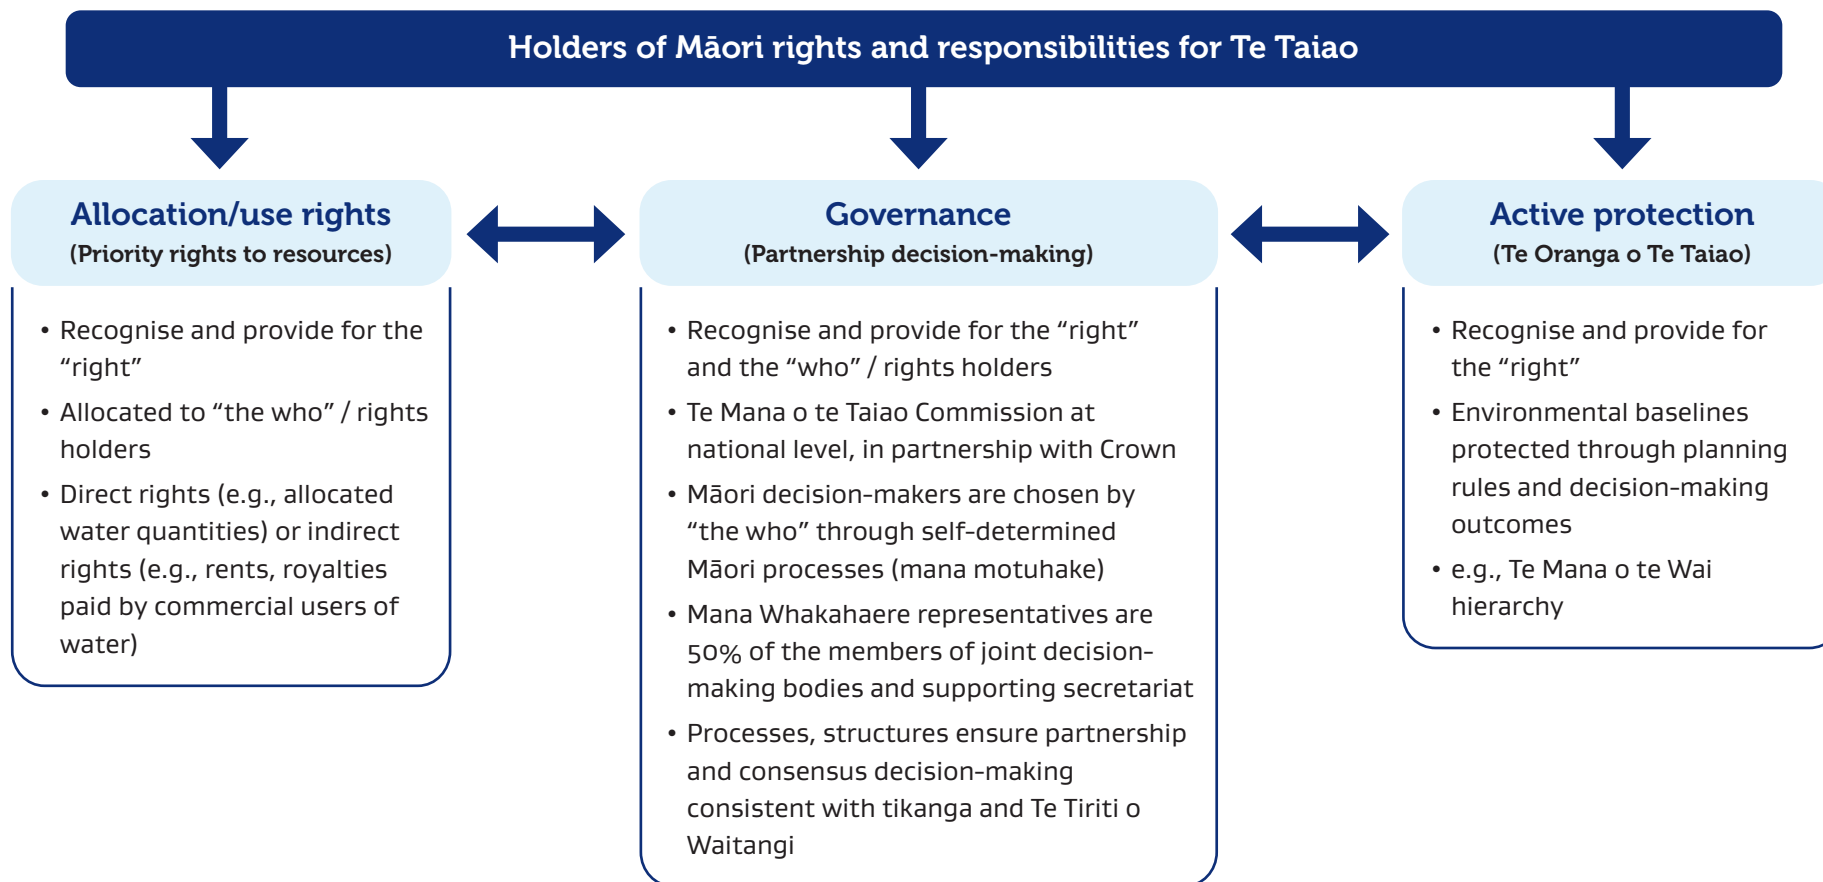 Holders of Māori rights and responsibilities for Te Taiao
Allocation/use rights
(Priority rights to resources)
• Recognise and provide for the
“right”
• Allocated to “the who” / rights
holders
• Direct rights (e.g., allocated
water quantities) or indirect
rights (e.g., rents, royalties
paid by commercial users of
water)
Governance
(Partnership decision-making)
• Recognise and provide for the “right”
and the “who” / rights holders
• Te Mana o te Taiao Commission at
national level, in partnership with Crown
• Māori decision-makers are chosen by
“the who” through self-determined
Māori processes (mana motuhake)
• Mana Whakahaere representatives are
50% of the members of joint decision-
making bodies and supporting secretariat
• Processes, structures ensure partnership
and consensus decision-making
consistent with tikanga and Te Tiriti o
Waitangi
Active protection
(Te Oranga o Te Taiao)
• Recognise and provide for
the “right”
• Environmental baselines
protected through planning
rules and decision-making
outcomes
• e.g., Te Mana o te Wai
hierarchy